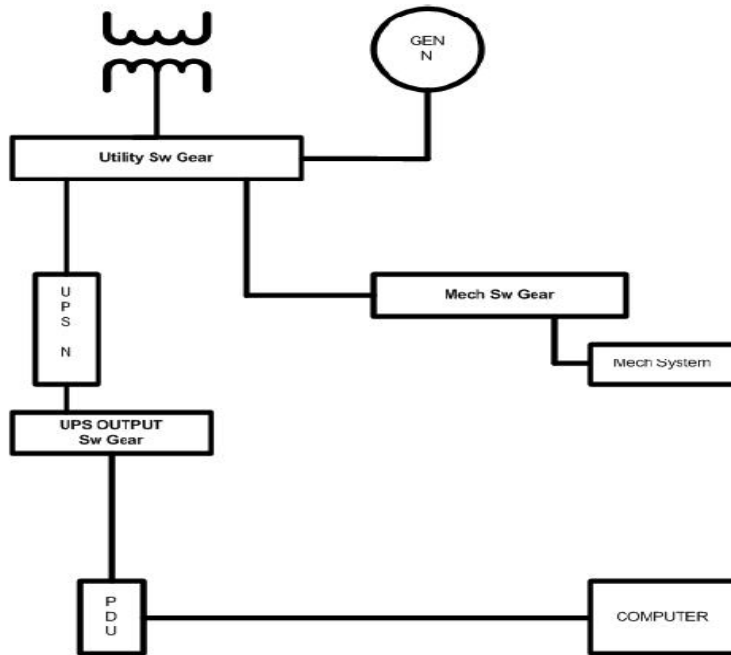 GEN
N
Utility Sw Gear
U
P
S
N
Mech Sw Gear
Mech System
UPS OUTPUT
Sw Gear
P
D
U
COMPUTER